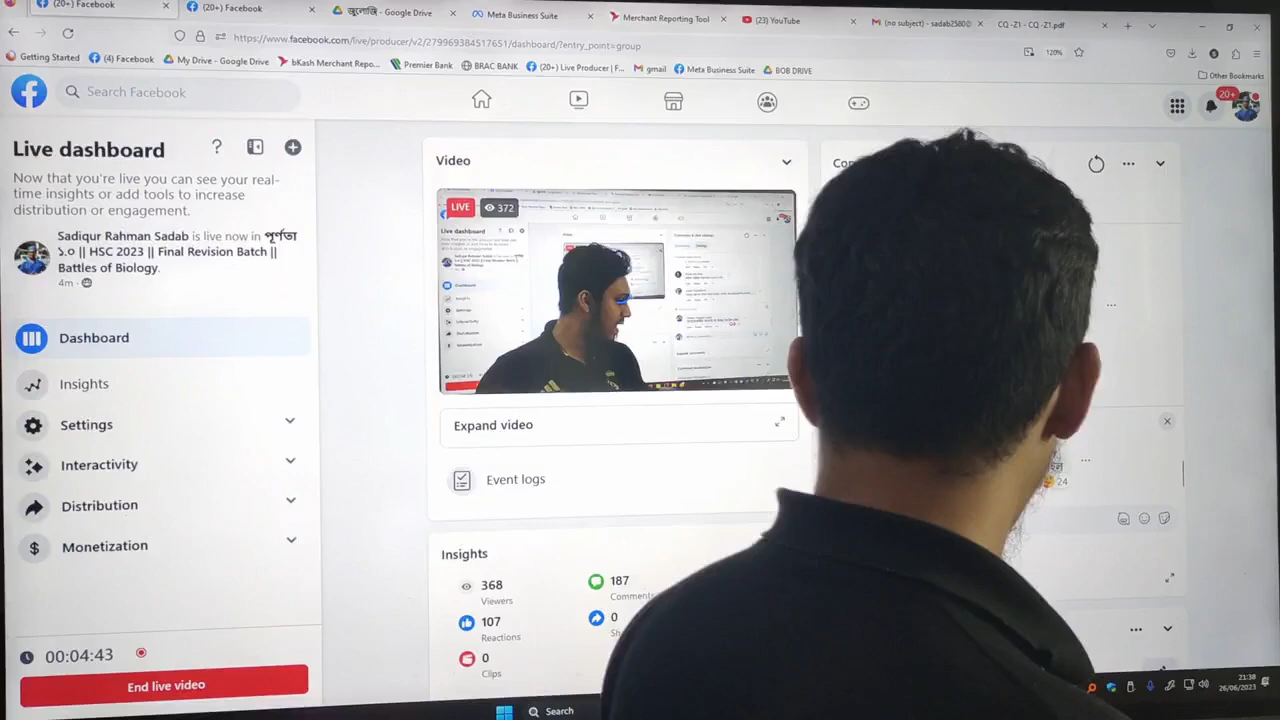 (20+) Facebook
(20+) Facebook
জুলোজি - Google Drive
Meta Business Suite
Merchant Reporting Tool
(23) YouTube
(no subject) - sadab2580@
CQ -Z1 - CQ -Z1.pdf
https://www.facebook.com/live/producer/v2/279969384517651/dashboard/?entry_point=group
120%
Getting Started
(4) Facebook
My Drive - Google Drive
bKash Merchant Repo...
Premier Bank
BRAC BANK
(20+) Live Producer | F...
gmail
Meta Business Suite
BOB DRIVE
Other Bookmarks
Search Facebook
20+
Live dashboard
Now that you're live you can see your real-
time insights or add tools to increase
distribution or engagement.
Sadiqur Rahman Sadab is live now in পূর্ণতা
১.০ || HSC 2023 || Final Revision Batch ||
Battles of Biology.
4m
Dashboard
Insights
Settings
Interactivity
Distribution
Monetization
00:04:43
End live video
Video
LIVE
372
Live dashboard
Expand video
Event logs
Insights
368
Viewers
187
Comments
107
Reactions
0
0
Clips
24
Search
21:38
26/06/2023